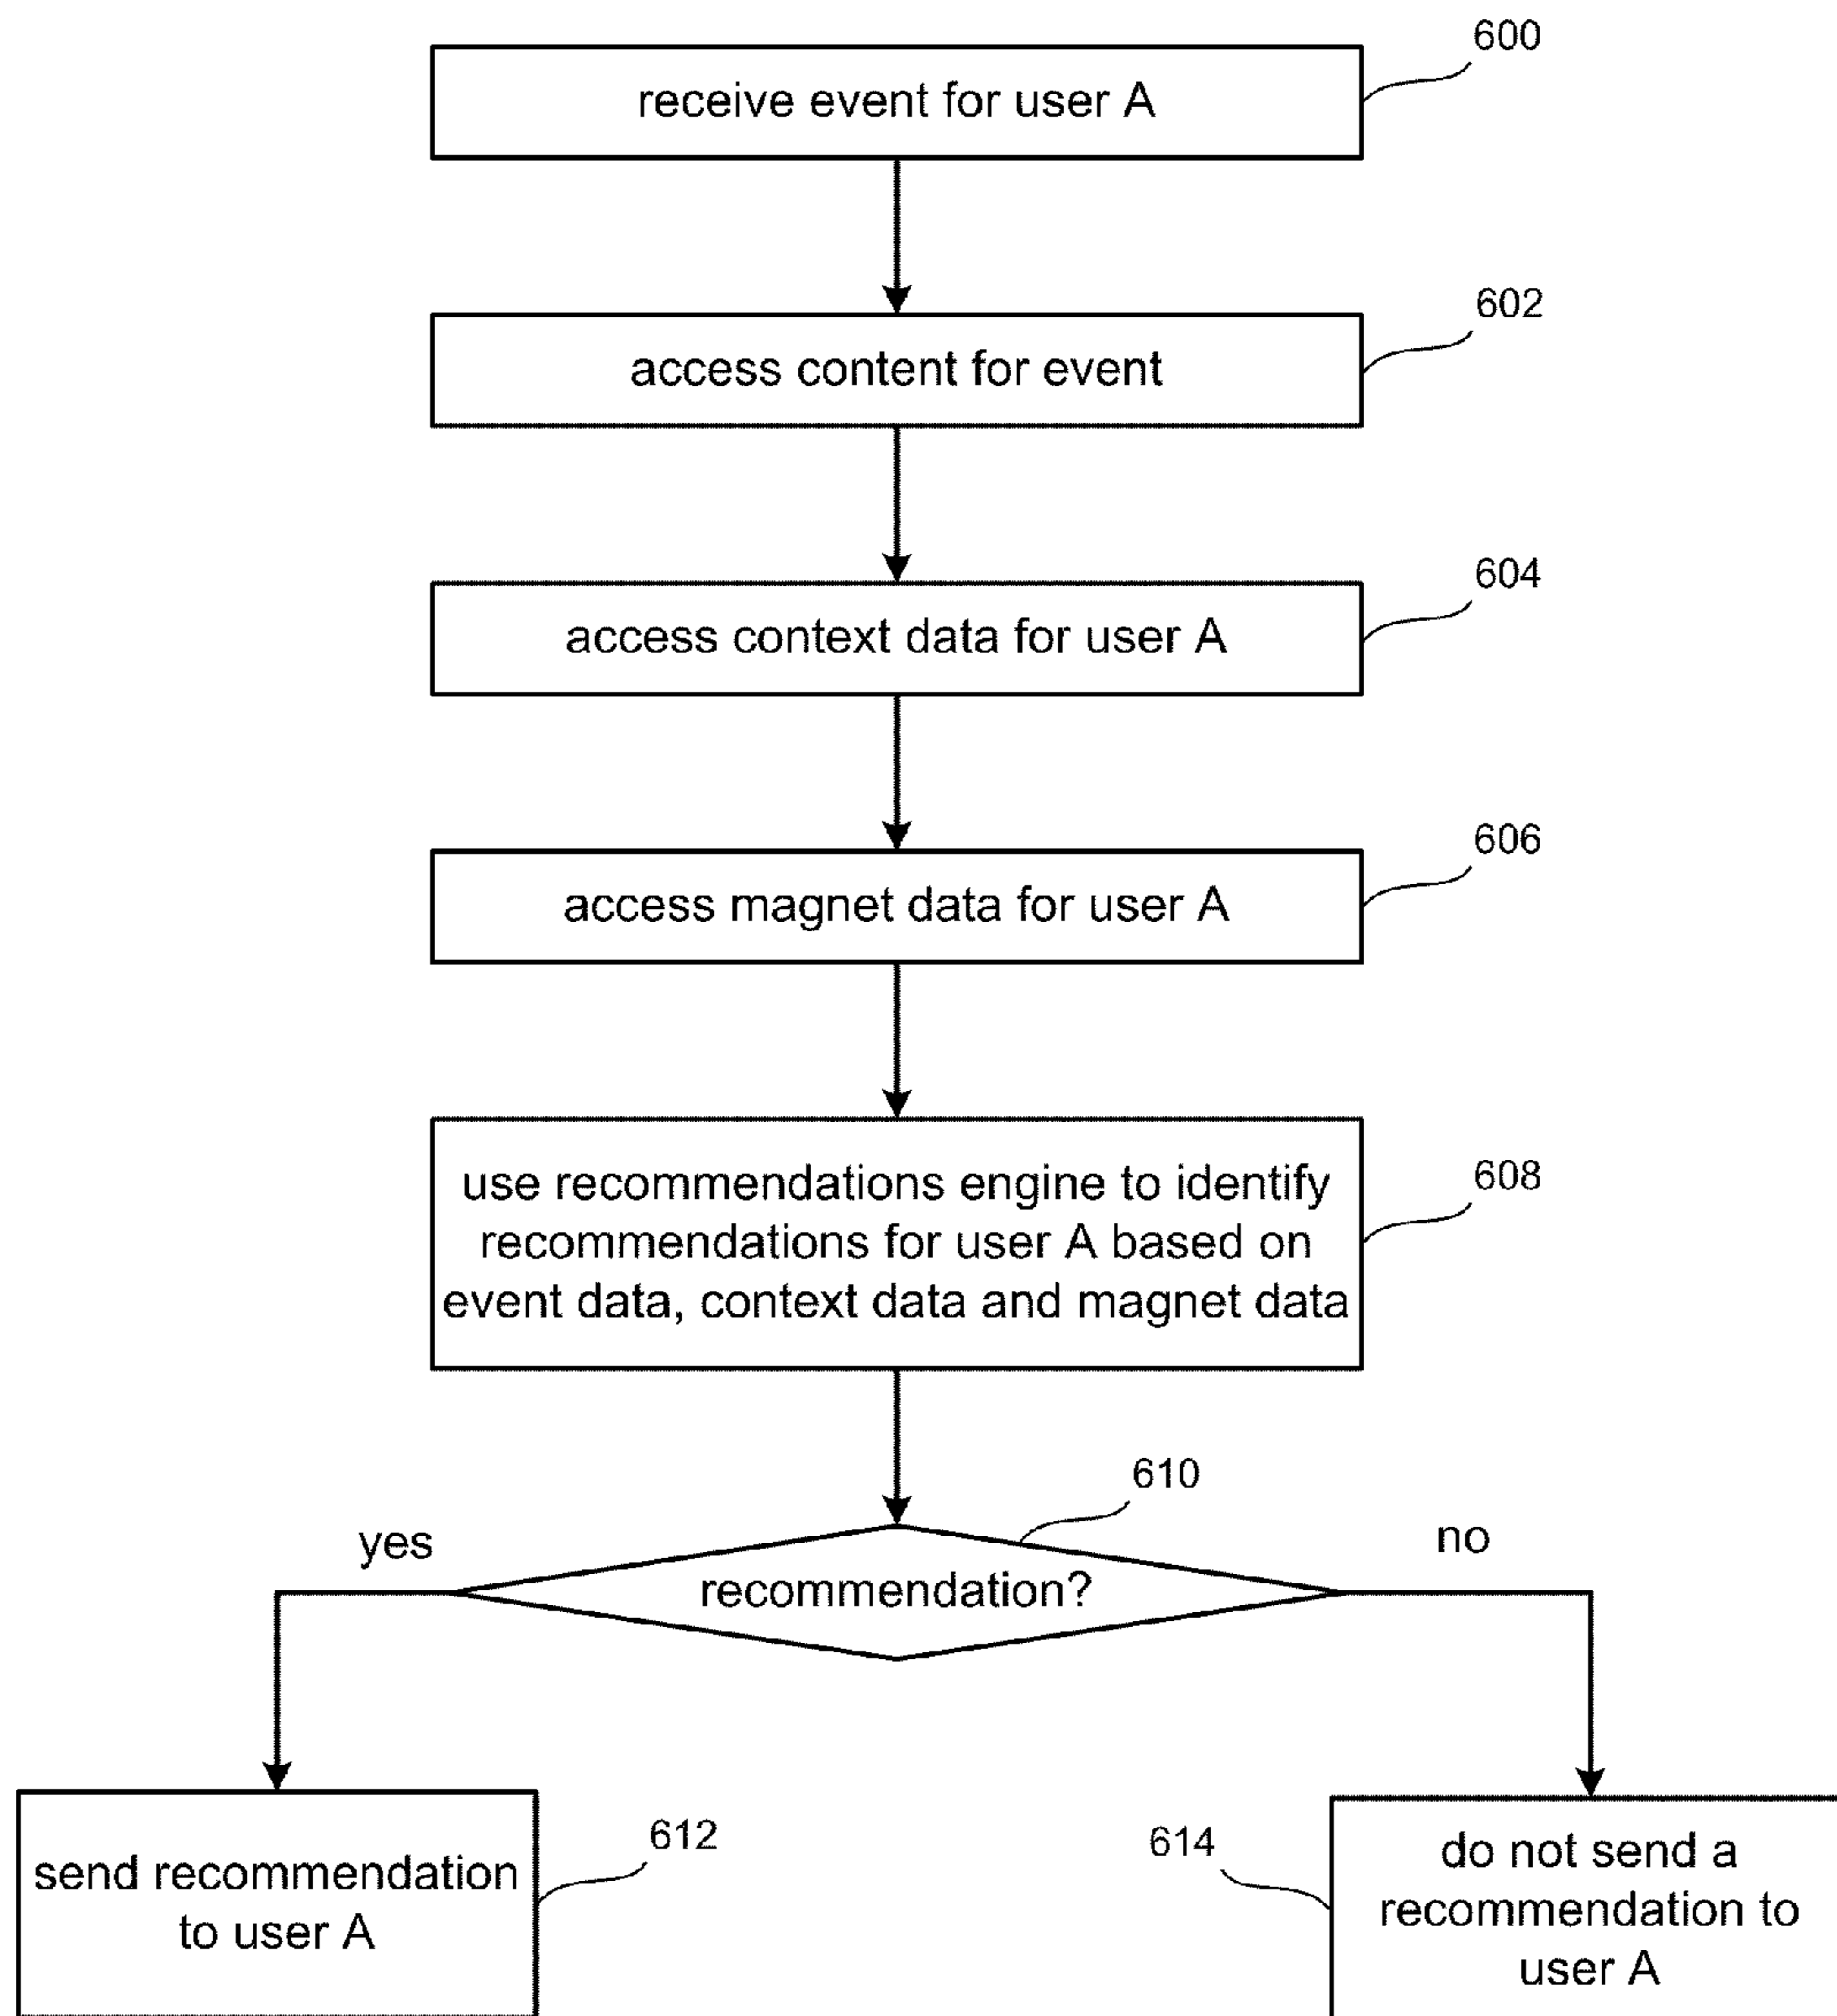 600
receive event for user A
602
access content for event
604
access context data for user A
606
access magnet data for user A
608
use recommendations engine to identify
recommendations for user A based on
event data, context data and magnet data
610
yes
no
recommendation?
612
send recommendation
to user A
614
do not send a
recommendation to
user A